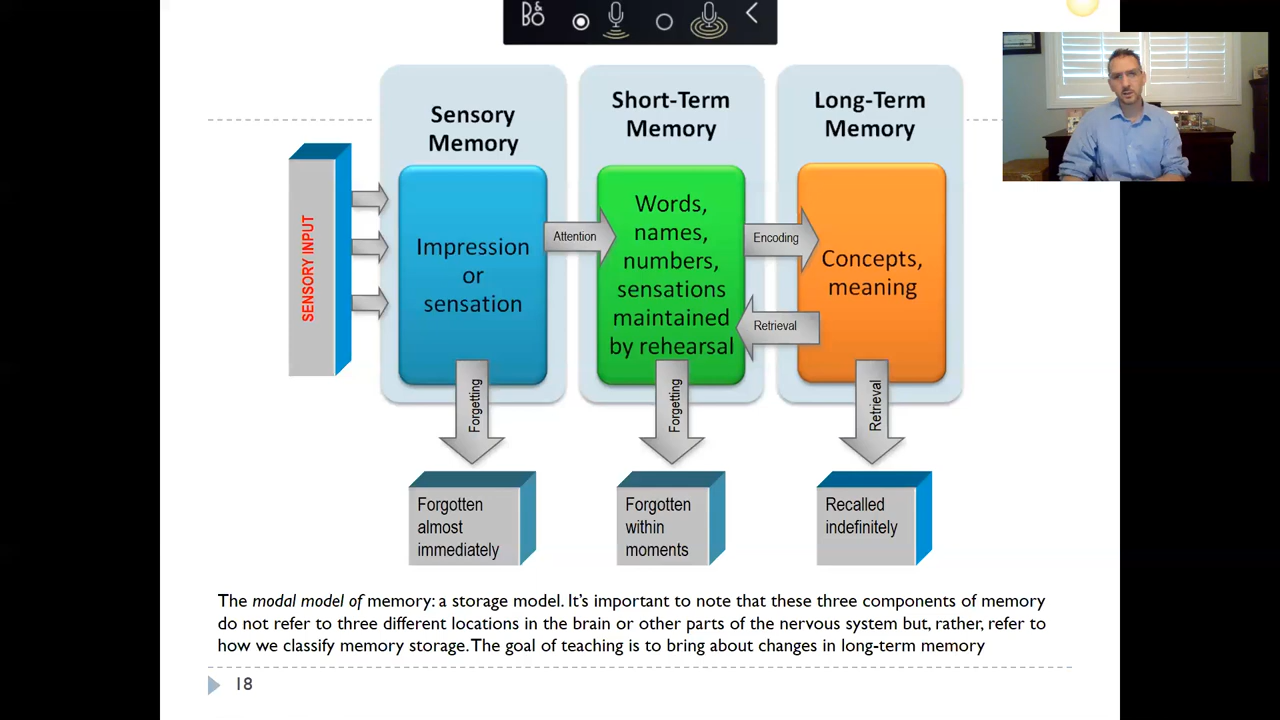 B&O
Sensory
Memory
Short-Term
Memory
Long-Term
Memory
SENSORY INPUT
Impression
or
sensation
Attention
Words,
names,
numbers,
sensations
maintained
by rehearsal
Encoding
Retrieval
Concepts,
meaning
Forgetting
Forgetting
Retrieval
Forgotten
almost
immediately
Forgotten
within
moments
Recalled
indefinitely
The modal model of memory: a storage model. It’s important to note that these three components of memory
do not refer to three different locations in the brain or other parts of the nervous system but, rather, refer to
how we classify memory storage. The goal of teaching is to bring about changes in long-term memory
18